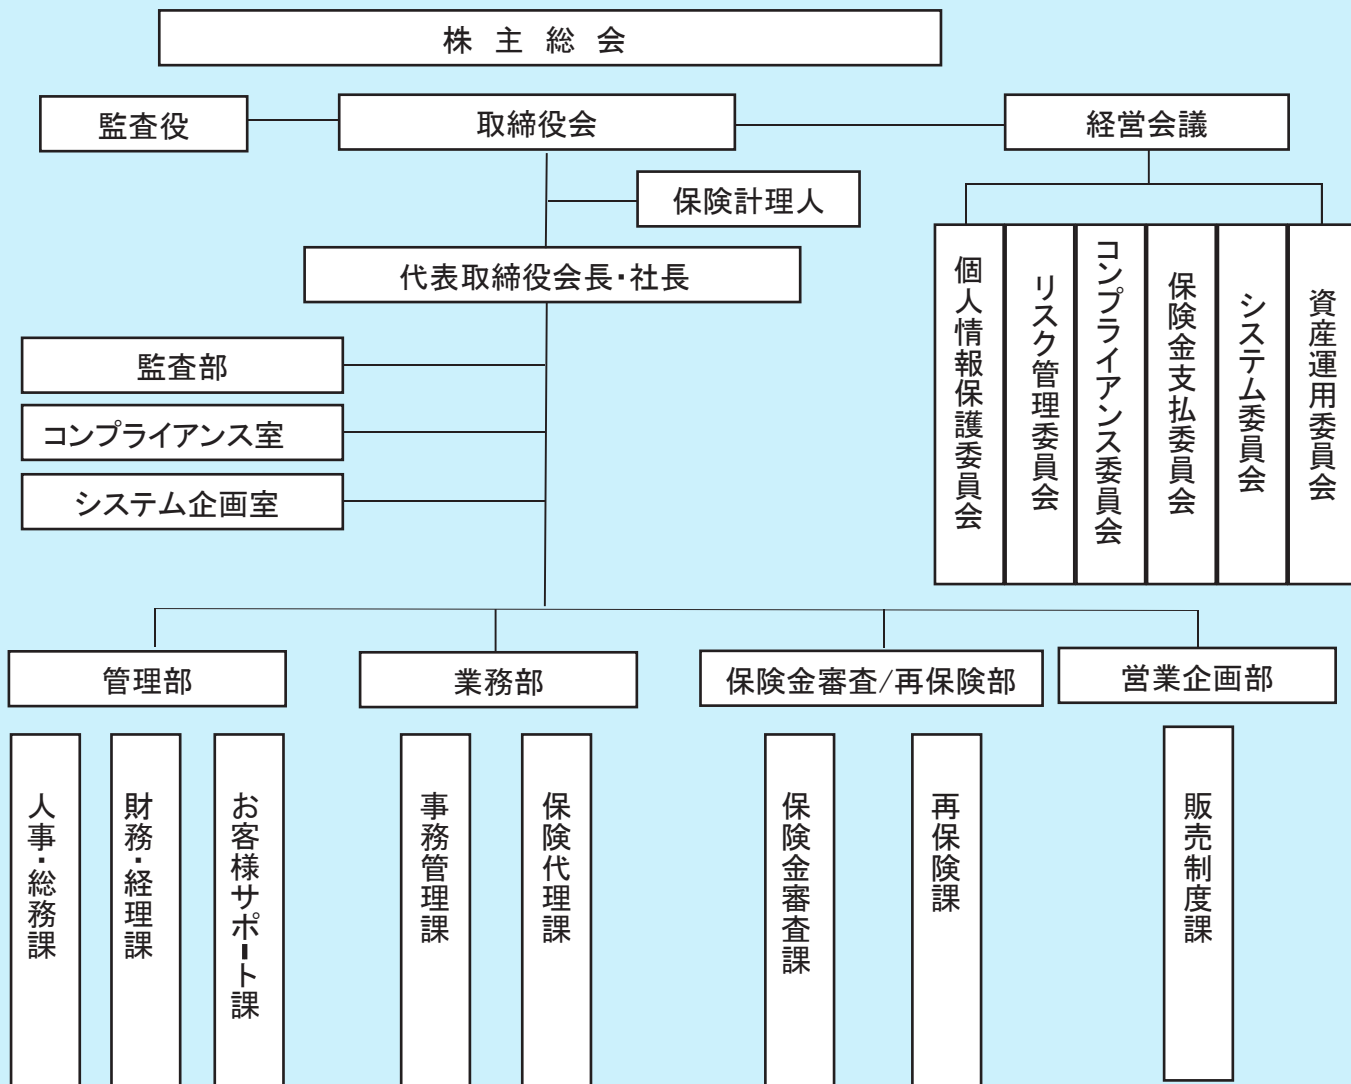 株主総会
監査役
取締役会
経営会議
保険計理人
代表取締役会長・社長
個人情報保護委員会
リスク管理委員会
コンプライアンス委員会
保険金支払委員会
システム委員会
資産運用委員会
監査部
コンプライアンス室
システム企画室
管理部
業務部
保険金審査/再保険部
営業企画部
人事・総務課
財務・経理課
お客様サポート課
事務管理課
保険代理課
保険金審査課
再保険課
販売制度課